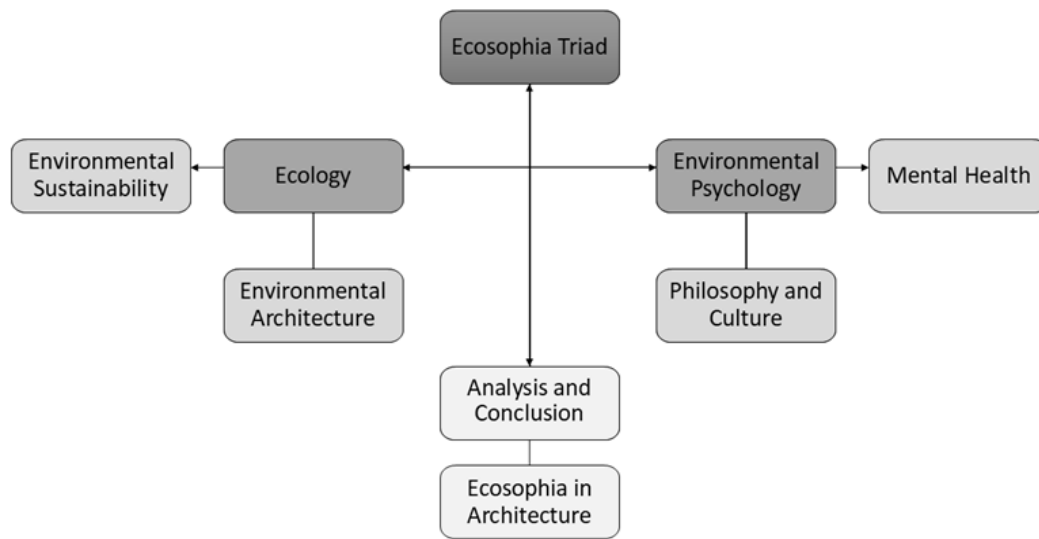 Ecosophia Triad
Environmental
Sustainability
Ecology
Environmental
Psychology
Mental Health
Environmental
Architecture
Philosophy and
Culture
Analysis and
Conclusion
Ecosophia in
Architecture